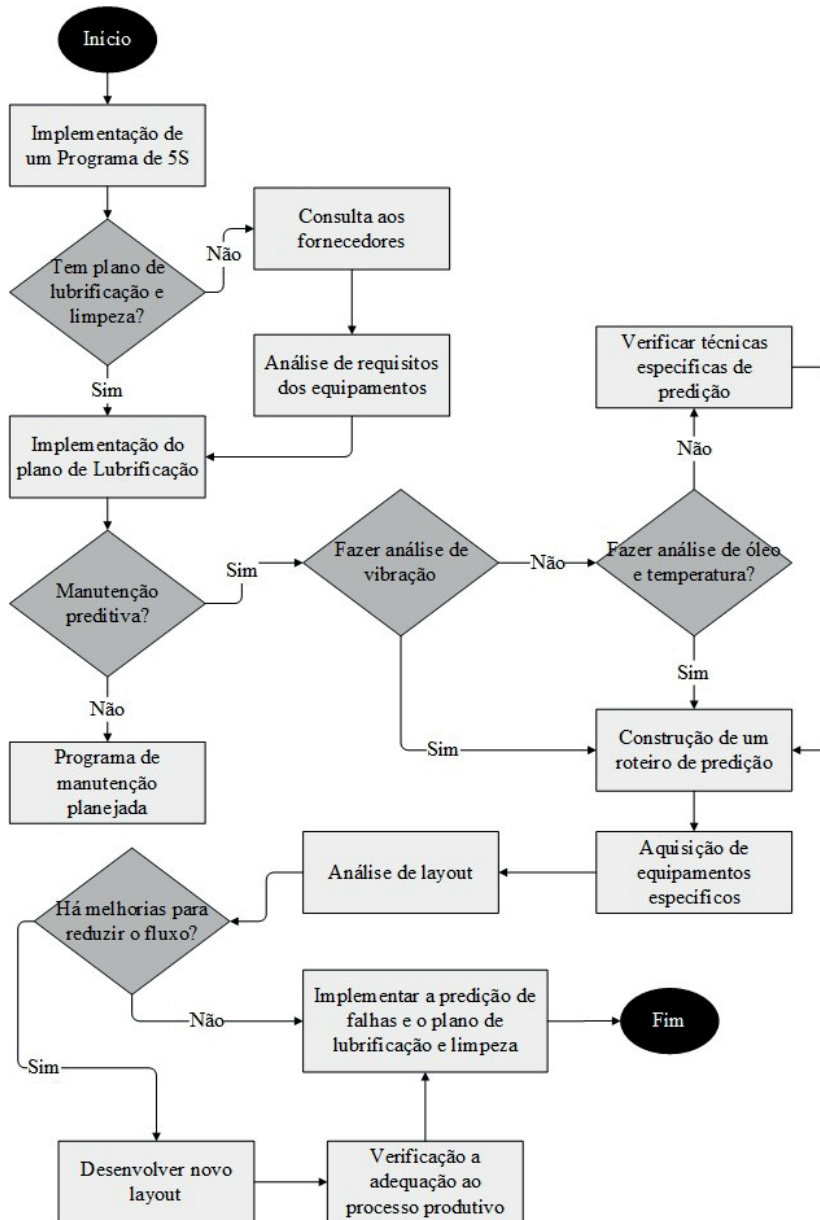 Início
Implementação de
um Programa de 5S
Tem plano de
lubrificação e
limpeza?
Não
Consulta aos
fornecedores
Análise de requisitos
dos equipamentos
Sim
Implementação do
plano de Lubrificação
Manutenção
preditiva?
Sim
Fazer análise de
vibração
Não
Fazer análise de óleo
e temperatura?
Não
Verificar técnicas
específicas de
predição
Sim
Sim
Construção de um
roteiro de predição
Não
Programa de
manutenção
planejada
Aquisição de
equipamentos
específicos
Análise de layout
Há melhorias para
reduzir o fluxo?
Não
Implementar a predição de
falhas e o plano de
lubrificação e limpeza
Fim
Sim
Desenvolver novo
layout
Verificação a
adequação ao
processo produtivo